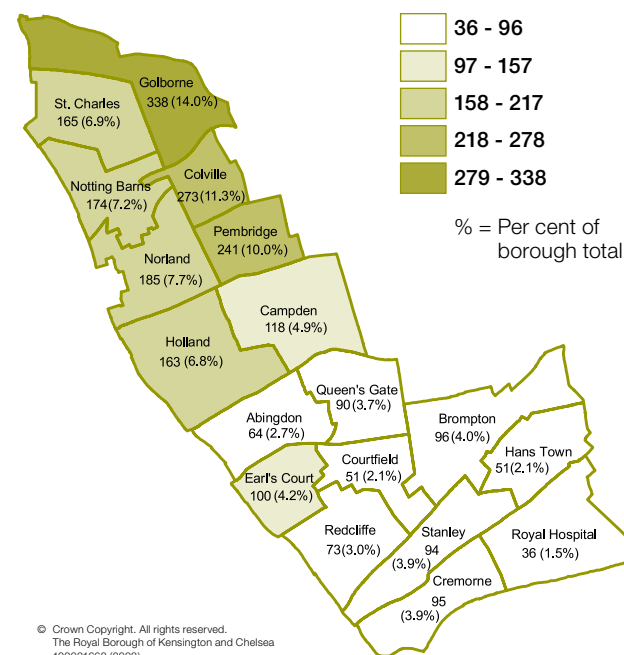 36 - 96
97 - 157
158 - 217
218 - 278
279 - 338
% = Per cent of
borough total
Golborne
338 (14.0%)
St. Charles
165 (6.9%)
Notting Barns
174(7.2%)
Colville
273(11.3%)
Pembridge
241 (10.0%)
Norland
185 (7.7%)
Campden
118 (4.9%)
Holland
163 (6.8%)
Queen's Gate
90(3.7%)
Abingdon
64 (2.7%)
Brompton
96 (4.0%)
Hans Town
51(2.1%)
Courtfield
51 (2.1%)
Earl's Court
100 (4.2%)
Redcliffe
73(3.0%)
Stanley
94
(3.9%)
Royal Hospital
36 (1.5%)
Cremorne
95
(3.9%)
© Crown Copyright. All rights reserved.
The Royal Borough of Kensington and Chelsea